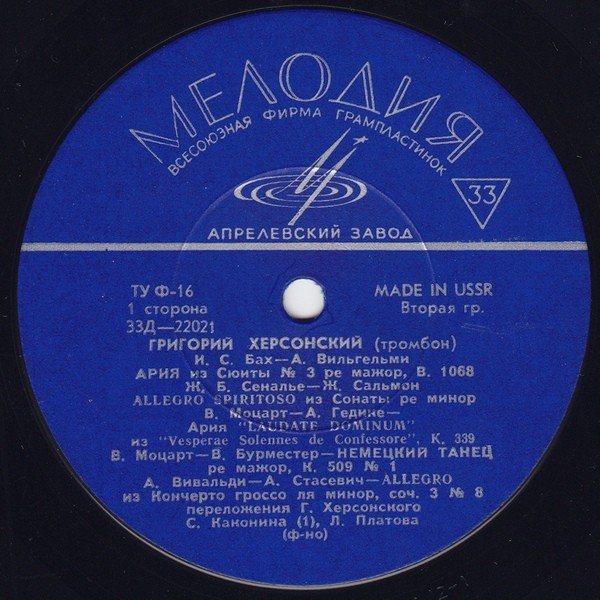 МЕЛОДИЯ
ВСЕСОЮЗНАЯ ФИРМА ГРАМПЛАСТИНОК
33
АПРЕЛЕВСКИЙ ЗАВОД
ТУ Ф-16 MADE IN USSR
1 сторона Вторая гр.
33Д—22021
ГРИГОРИЙ ХЕРСОНСКИЙ (тромбон)
И. С. Бах—А. Вильгельми
АРИЯ из Сюиты № 3 ре мажор, В. 1068
Ж. Б. Сеналье—Ж. Сальмон
ALLEGRO SPIRITOSO из Сонаты ре минор
В. Моцарт—А. Гедике—
Ария "LAUDATE DOMINUM"
из "Vesperae Solennes de Confessore", К. 339
В. Моцарт—В. Бурместер—НЕМЕЦКИЙ ТАНЕЦ
ре мажор, К. 509 № 1
А. Вивальди—А. Стасевич—ALLEGRO
из Кончерто гроссо ля минор, соч. 3 № 8
переложения Г. Херсонского
С. Каконина (1), Л. Платова
(ф-но)